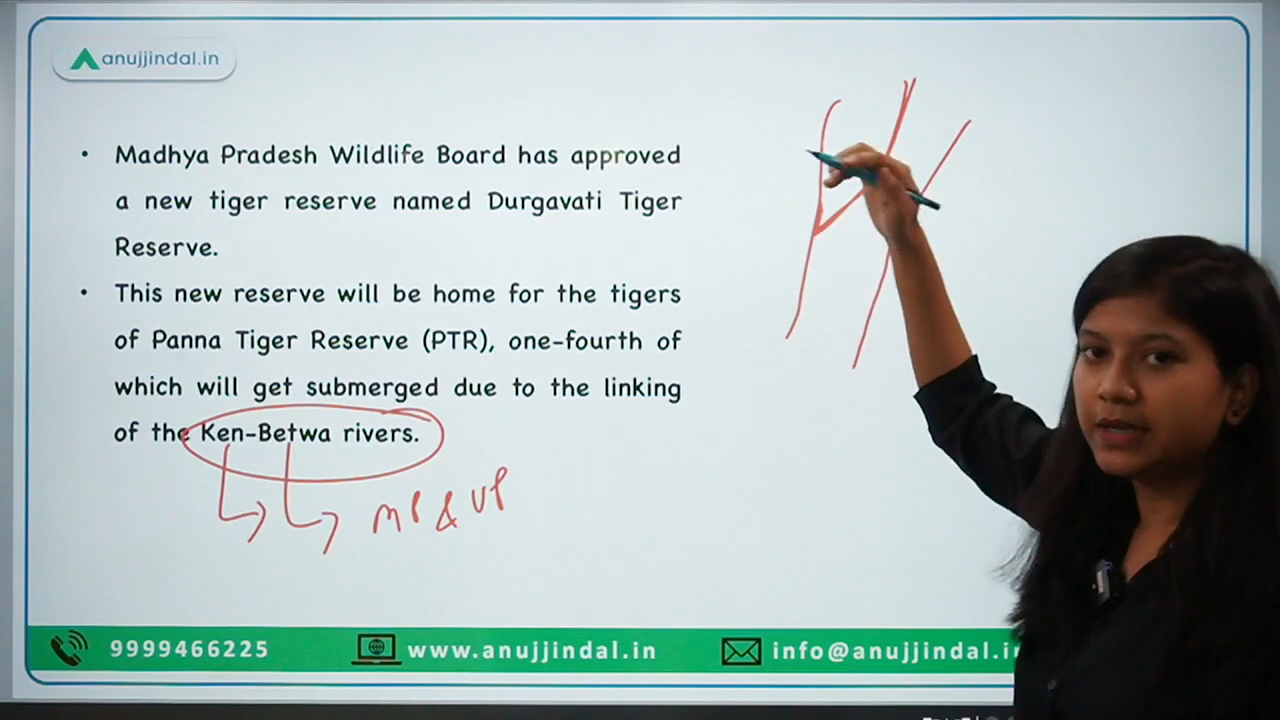 anujjindal.in
• Madhya Pradesh Wildlife Board has approved
a new tiger reserve named Durgavati Tiger
Reserve.
• This new reserve will be home for the tigers
of Panna Tiger Reserve (PTR), one-fourth of
which will get submerged due to the linking
of the Ken-Betwa rivers.
MP & UP
9999466225
www.anujjindal.in
info@anujjindal.in